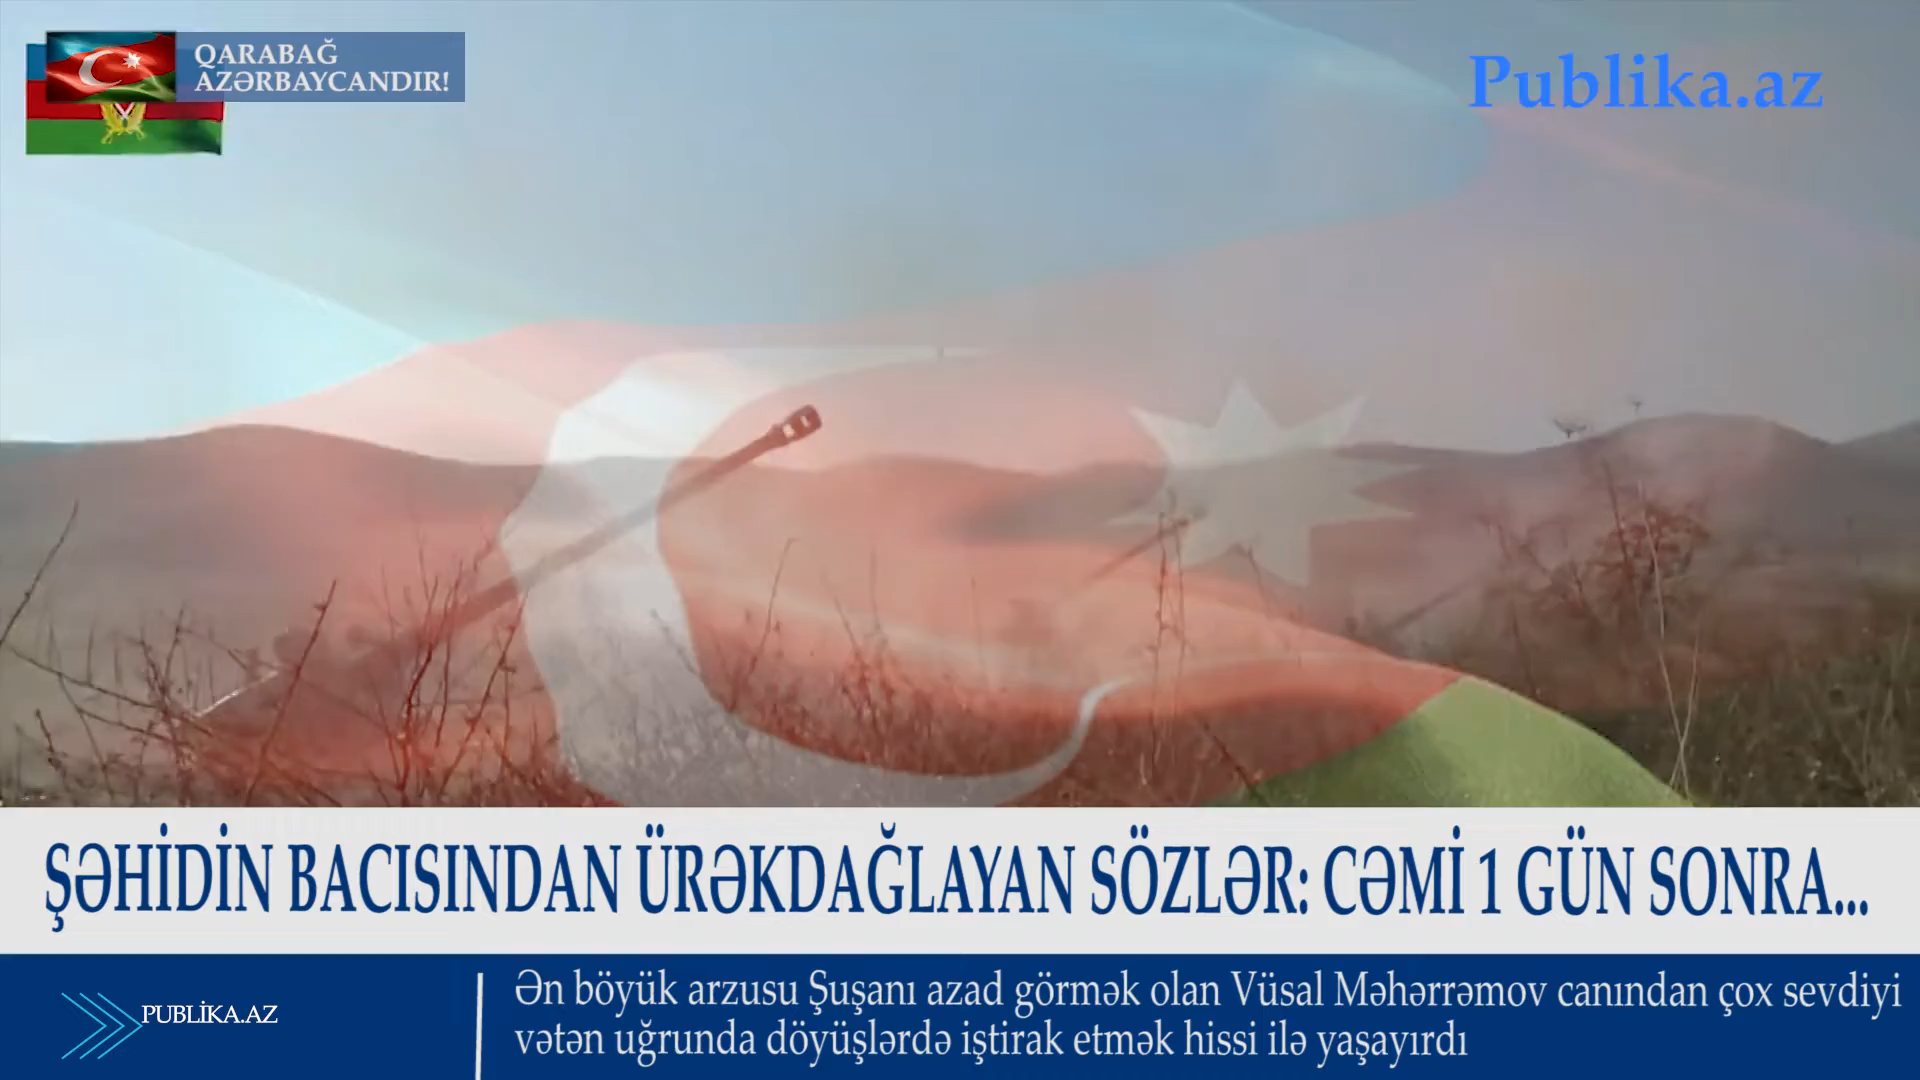 QARABAĞ
AZƏRBAYCANDIR!
Publika.az
ŞƏHİDİN BACISINDAN ÜRƏKDAĞLAYAN SÖZLƏR: CƏMİ 1 GÜN SONRA...
PUBLİKA.AZ
Ən böyük arzusu Şuşanı azad görmək olan Vüsal Məhərrəmov canından çox sevdiyi
vətən uğrunda döyüşlərdə iştirak etmək hissi ilə yaşayırdı